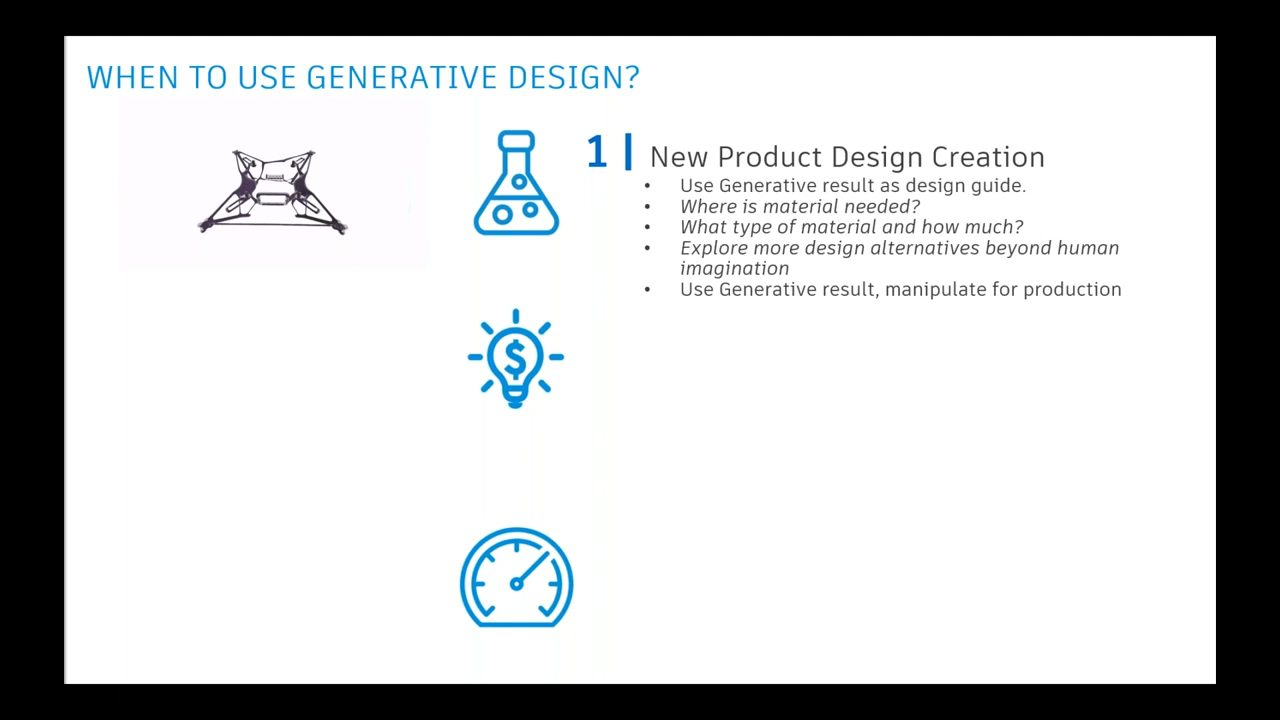 WHEN TO USE GENERATIVE DESIGN?
1 | New Product Design Creation
• Use Generative result as design guide.
• Where is material needed?
• What type of material and how much?
• Explore more design alternatives beyond human
imagination
• Use Generative result, manipulate for production
$